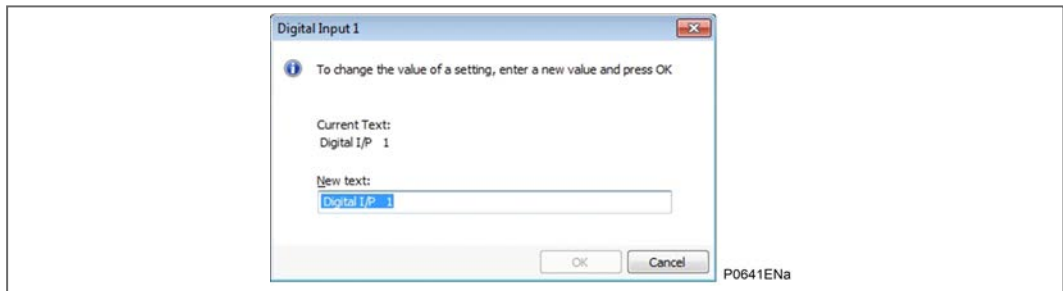 Digital Input 1
To change the value of a setting, enter a new value and press OK
Current Text:
Digital I/P 1
New text:
Digital I/P 1
OK Cancel
P0641ENa